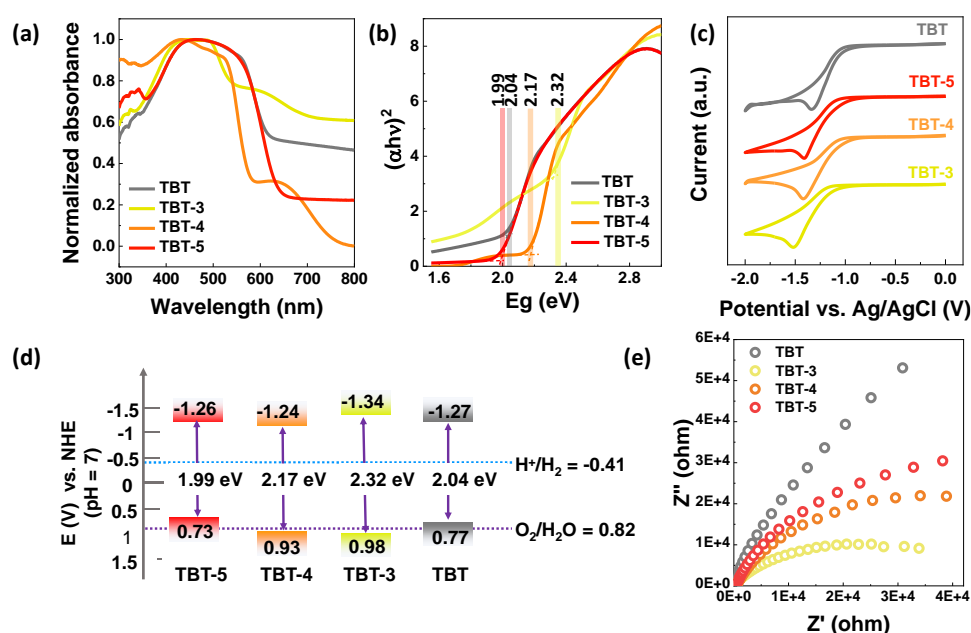 (a)
Normalized absorbance
1.0
0.8
0.6
0.4
0.2
0.0
TBT
TBT-3
TBT-4
TBT-5
300 400 500 600 700 800
Wavelength (nm)
(b)
(αhν)²
8
6
4
2
0
1.99
2.04
2.17
2.32
TBT
TBT-3
TBT-4
TBT-5
1.6 2.0 2.4 2.8
Eg (eV)
(c)
Current (a.u.)
TBT
TBT-5
TBT-4
TBT-3
-2.0 -1.5 -1.0 -0.5 0.0
Potential vs. Ag/AgCl (V)
(d)
E (V) vs. NHE
(pH = 7)
-1.5
-1
-0.5
0
0.5
1
1.5
-1.26 -1.24 -1.34 -1.27
H⁺/H₂ = -0.41
1.99 eV 2.17 eV 2.32 eV 2.04 eV
O₂/H₂O = 0.82
0.73 0.93 0.98 0.77
TBT-5 TBT-4 TBT-3 TBT
(e)
Z'' (ohm)
6E+4
5E+4
4E+4
3E+4
2E+4
1E+4
0E+0
TBT
TBT-3
TBT-4
TBT-5
0E+0 1E+4 2E+4 3E+4 4E+4
Z' (ohm)